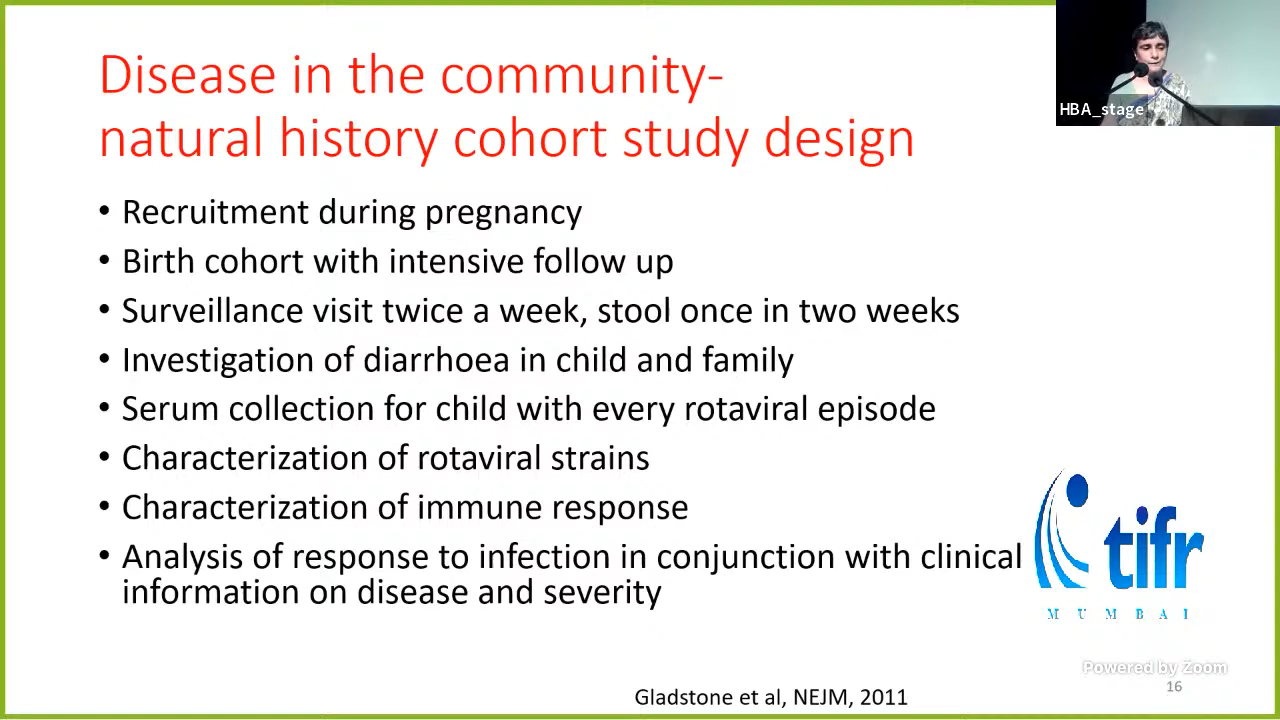 Disease in the community-
natural history cohort study design
HBA_stage
• Recruitment during pregnancy
• Birth cohort with intensive follow up
• Surveillance visit twice a week, stool once in two weeks
• Investigation of diarrhoea in child and family
• Serum collection for child with every rotaviral episode
• Characterization of rotaviral strains
• Characterization of immune response
• Analysis of response to infection in conjunction with clinical
information on disease and severity
tifr
MUMBAI
Powered by Zoom
16
Gladstone et al, NEJM, 2011